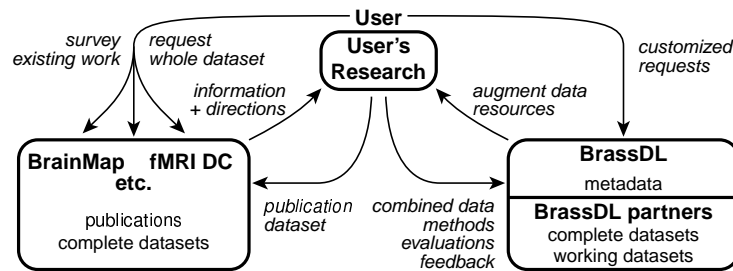 User
survey
existing work
request
whole dataset
User's
Research
customized
requests
information
+ directions
augment data
resources
BrainMap fMRI DC
etc.
publications
complete datasets
publication
dataset
combined data
methods
evaluations
feedback
BrassDL
metadata
BrassDL partners
complete datasets
working datasets